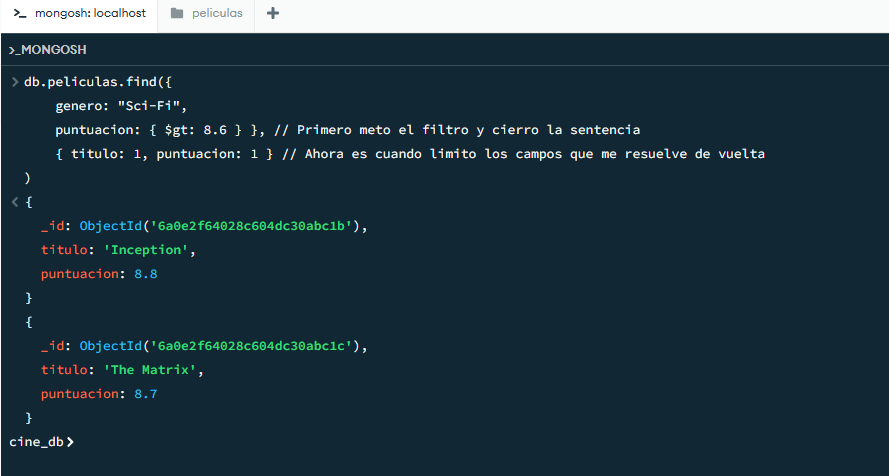 >_ mongosh: localhost peliculas +
>_MONGOSH
> db.peliculas.find({
genero: "Sci-Fi",
puntuacion: { $gt: 8.6 } }, // Primero meto el filtro y cierro la sentencia
{ titulo: 1, puntuacion: 1 } // Ahora es cuando limito los campos que me resuelve de vuelta
)
< {
_id: ObjectId('6a0e2f64028c604dc30abc1b'),
titulo: 'Inception',
puntuacion: 8.8
}
{
_id: ObjectId('6a0e2f64028c604dc30abc1c'),
titulo: 'The Matrix',
puntuacion: 8.7
}
cine_db>